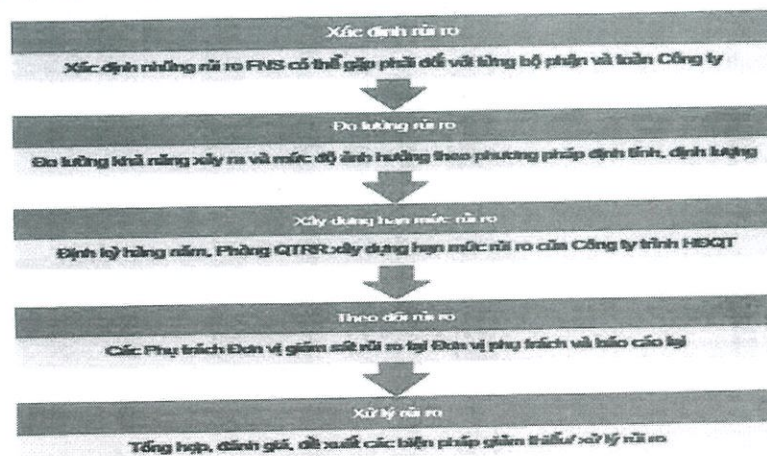 Xác định rủi ro
Xác định những rủi ro FNS có thể gặp phải đối với từng bộ phận và toàn Công ty
Đo lường rủi ro
Đo lường khả năng xảy ra và mức độ ảnh hưởng theo phương pháp định tính, định lượng
Xây dựng hạn mức rủi ro
Định kỳ hàng năm, Phòng QTRR xây dựng hạn mức rủi ro của Công ty trình HĐQT
Theo dõi rủi ro
Các Phụ trách Đơn vị giám sát rủi ro tại Đơn vị phụ trách và báo cáo lại
Xử lý rủi ro
Tổng hợp, đánh giá, đề xuất các biện pháp giảm thiểu/ xử lý rủi ro